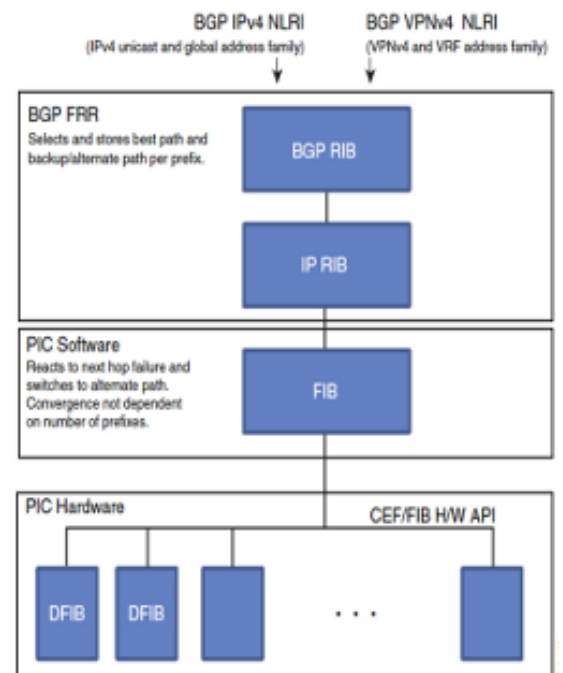 BGP IPv4 NLRI
(IPv4 unicast and global address family)
BGP VPNv4 NLRI
(VPNv4 and VRF address family)
BGP FRR
Selects and stores best path and
backup/alternate path per prefix.
BGP RIB
IP RIB
PIC Software
Reacts to next hop failure and
switches to alternate path.
Convergence not dependent
on number of prefixes.
FIB
PIC Hardware
CEF/FIB H/W API
DFIB
DFIB
. . .